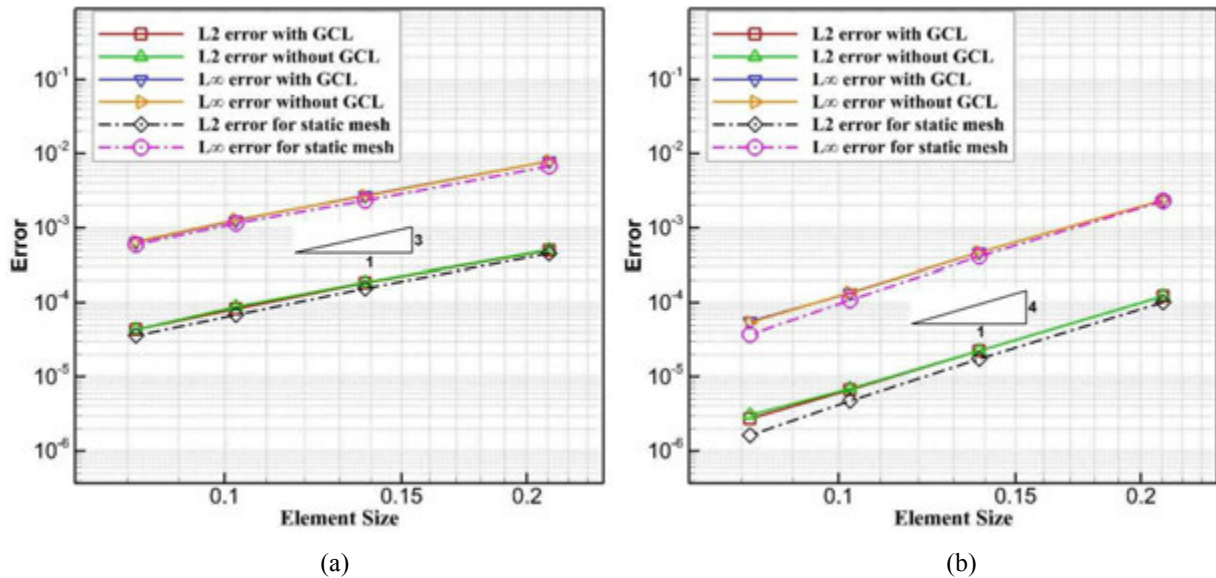 L2 error with GCL
L2 error without GCL
L∞ error with GCL
L∞ error without GCL
L2 error for static mesh
L∞ error for static mesh
10-1
10-2
10-3
10-4
10-5
10-6
Error
3
1
0.1
0.15
0.2
Element Size
(a)
L2 error with GCL
L2 error without GCL
L∞ error with GCL
L∞ error without GCL
L2 error for static mesh
L∞ error for static mesh
10-1
10-2
10-3
10-4
10-5
10-6
Error
4
1
0.1
0.15
0.2
Element Size
(b)